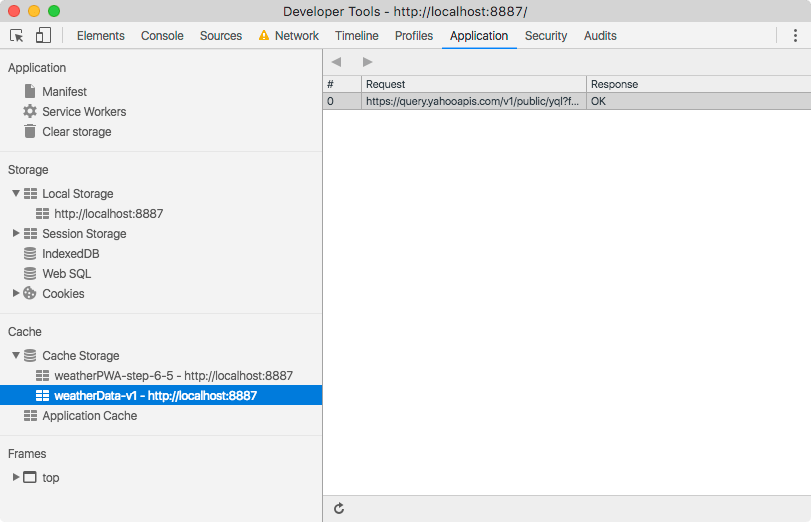 Developer Tools - http://localhost:8887/
Elements Console Sources Network Timeline Profiles Application Security Audits
Application
Manifest
Service Workers
Clear storage
Storage
Local Storage
http://localhost:8887
Session Storage
IndexedDB
Web SQL
Cookies
Cache
Cache Storage
weatherPWA-step-6-5 - http://localhost:8887
weatherData-v1 - http://localhost:8887
Application Cache
Frames
top
# Request Response
0 https://query.yahooapis.com/v1/public/yql?f... OK